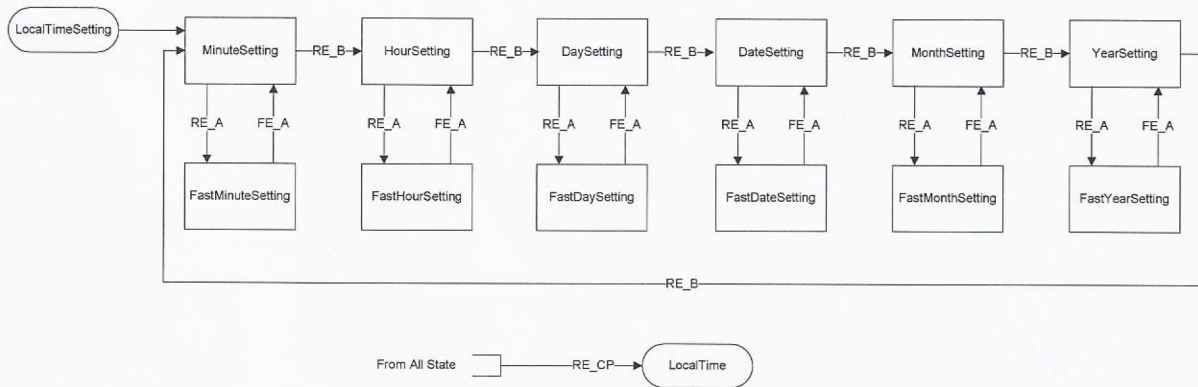 LocalTimeSetting
MinuteSetting
RE_B
HourSetting
RE_B
DaySetting
RE_B
DateSetting
RE_B
MonthSetting
RE_B
YearSetting
RE_A
FE_A
RE_A
FE_A
RE_A
FE_A
RE_A
FE_A
RE_A
FE_A
RE_A
FE_A
FastMinuteSetting
FastHourSetting
FastDaySetting
FastDateSetting
FastMonthSetting
FastYearSetting
RE_B
From All State
RE_CP
LocalTime